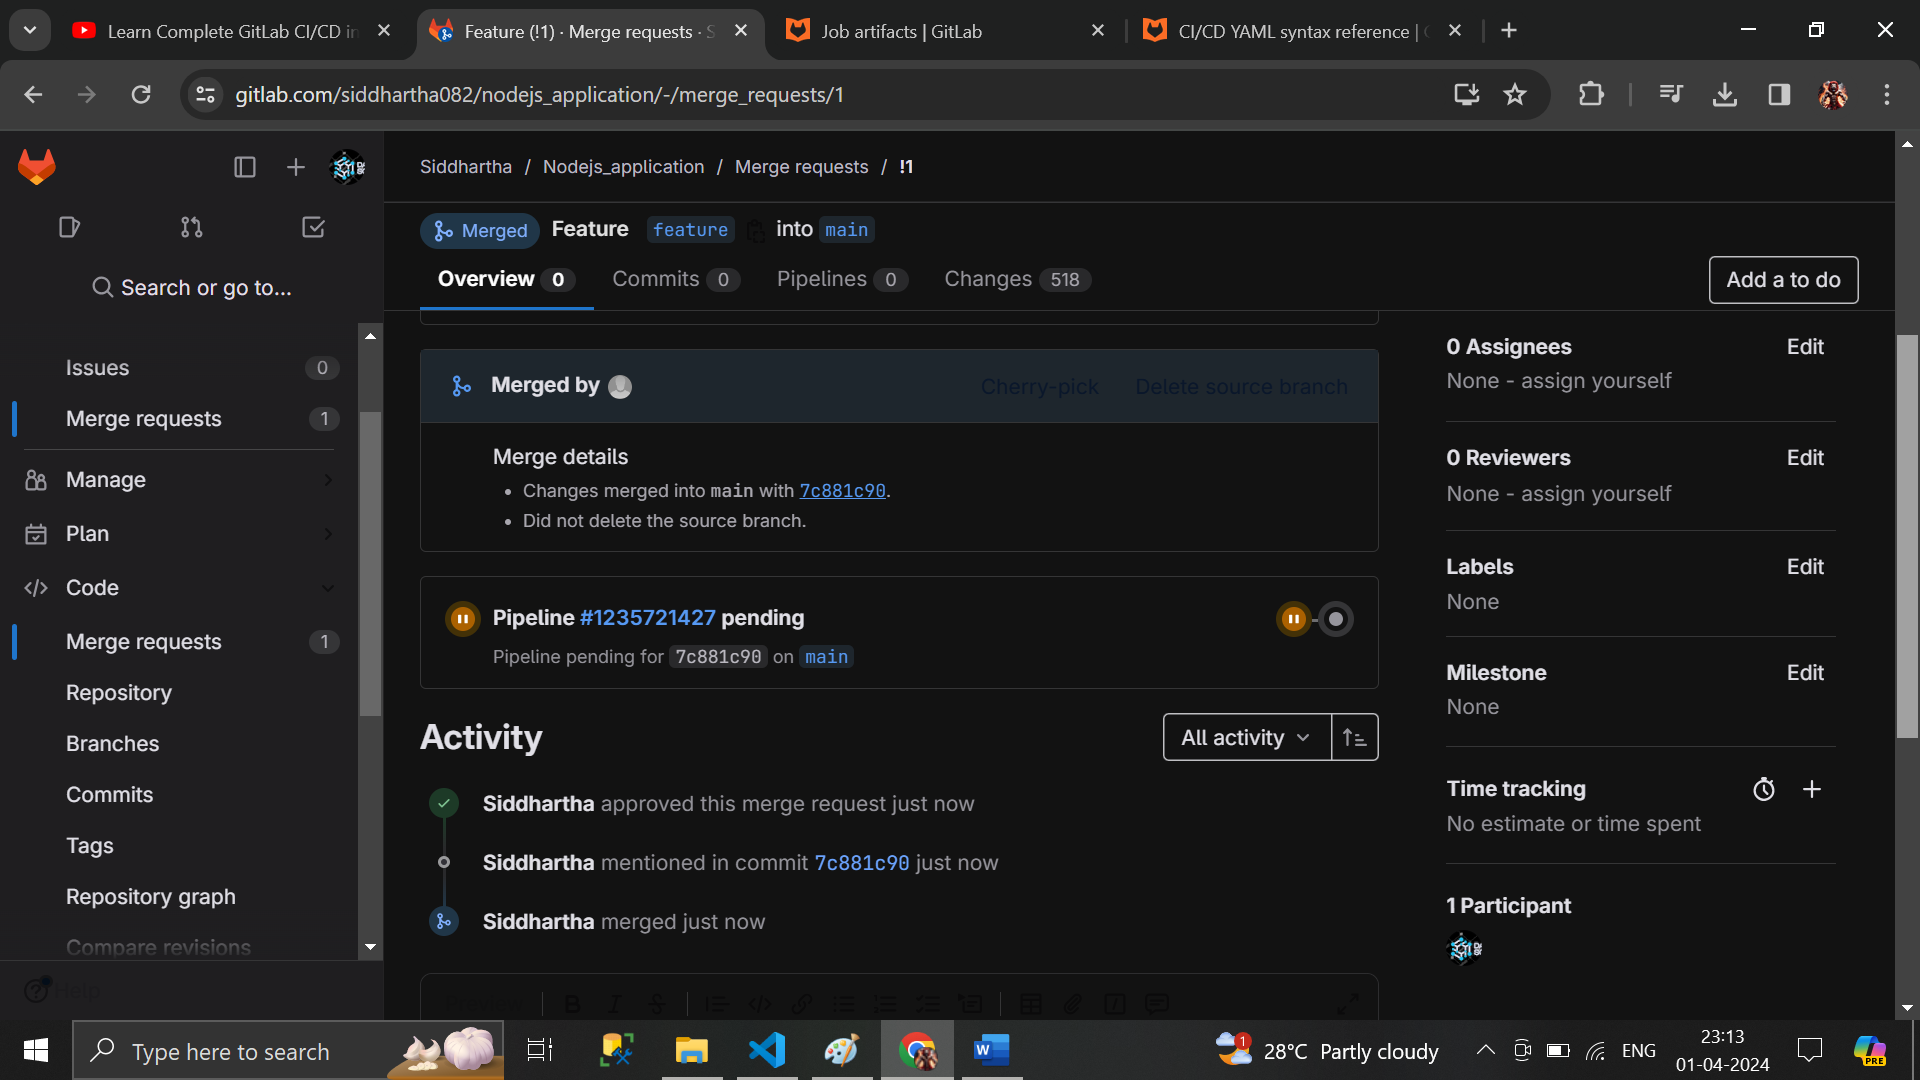 Learn Complete GitLab CI/CD in
Feature (!1) · Merge requests · S
Job artifacts | GitLab
CI/CD YAML syntax reference |
gitlab.com/siddhartha082/nodejs_application/-/merge_requests/1
Siddhartha / Nodejs_application / Merge requests / !1
Merged Feature feature into main
Overview 0 Commits 0 Pipelines 0 Changes 518
Add a to do
Search or go to...
Issues 0
Merge requests 1
Manage
Plan
Code
Merge requests 1
Repository
Branches
Commits
Tags
Repository graph
Compare revisions
Help
Merged by Cherry-pick Delete source branch
Merge details
Changes merged into main with 7c881c90.
Did not delete the source branch.
Pipeline #1235721427 pending
Pipeline pending for 7c881c90 on main
Activity
All activity
Siddhartha approved this merge request just now
Siddhartha mentioned in commit 7c881c90 just now
Siddhartha merged just now
0 Assignees Edit
None - assign yourself
0 Reviewers Edit
None - assign yourself
Labels Edit
None
Milestone Edit
None
Time tracking
No estimate or time spent
1 Participant
Type here to search
1
28°C Partly cloudy
ENG
23:13
01-04-2024
PRE